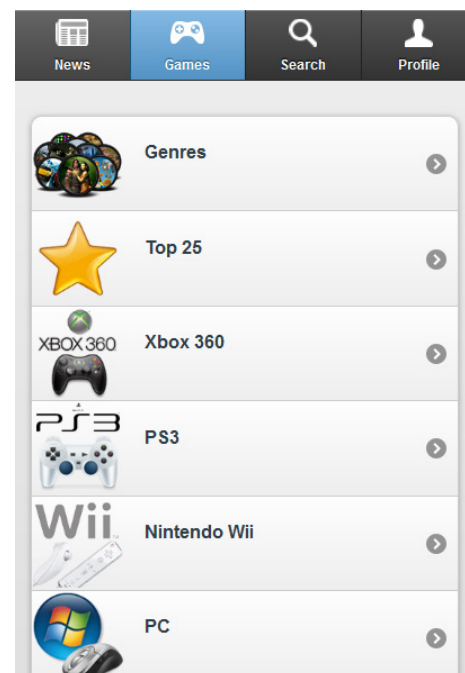 News Games Search Profile
Genres
Top 25
XBOX 360
Xbox 360
PS3
PS3
Wii
Nintendo Wii
PC